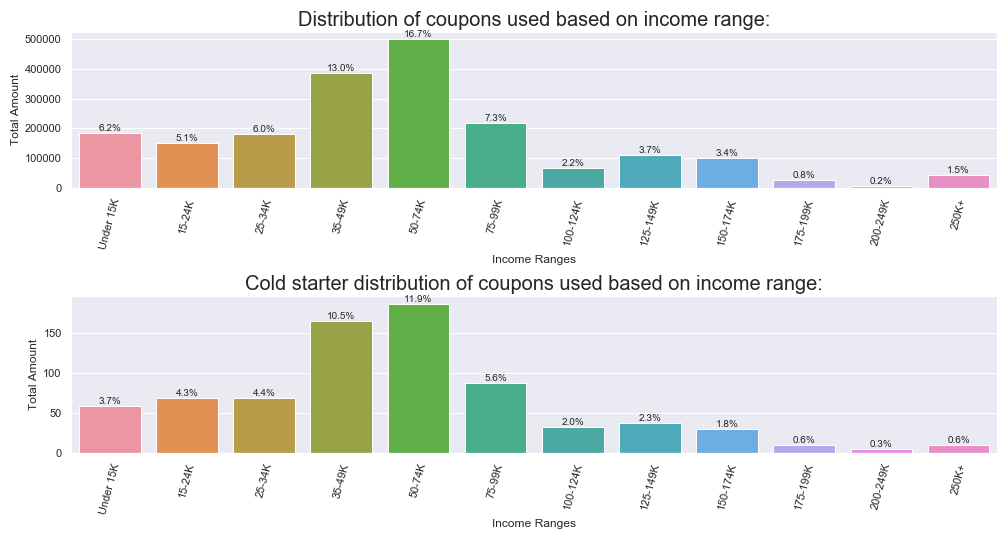 Distribution of coupons used based on income range:
Total Amount
500000
400000
300000
200000
100000
0
6.2%
5.1%
6.0%
13.0%
16.7%
7.3%
2.2%
3.7%
3.4%
0.8%
0.2%
1.5%
Under 15K
15-24K
25-34K
35-49K
50-74K
75-99K
100-124K
125-149K
150-174K
175-199K
200-249K
250K+
Income Ranges
Cold starter distribution of coupons used based on income range:
Total Amount
150
100
50
0
3.7%
4.3%
4.4%
10.5%
11.9%
5.6%
2.0%
2.3%
1.8%
0.6%
0.3%
0.6%
Under 15K
15-24K
25-34K
35-49K
50-74K
75-99K
100-124K
125-149K
150-174K
175-199K
200-249K
250K+
Income Ranges